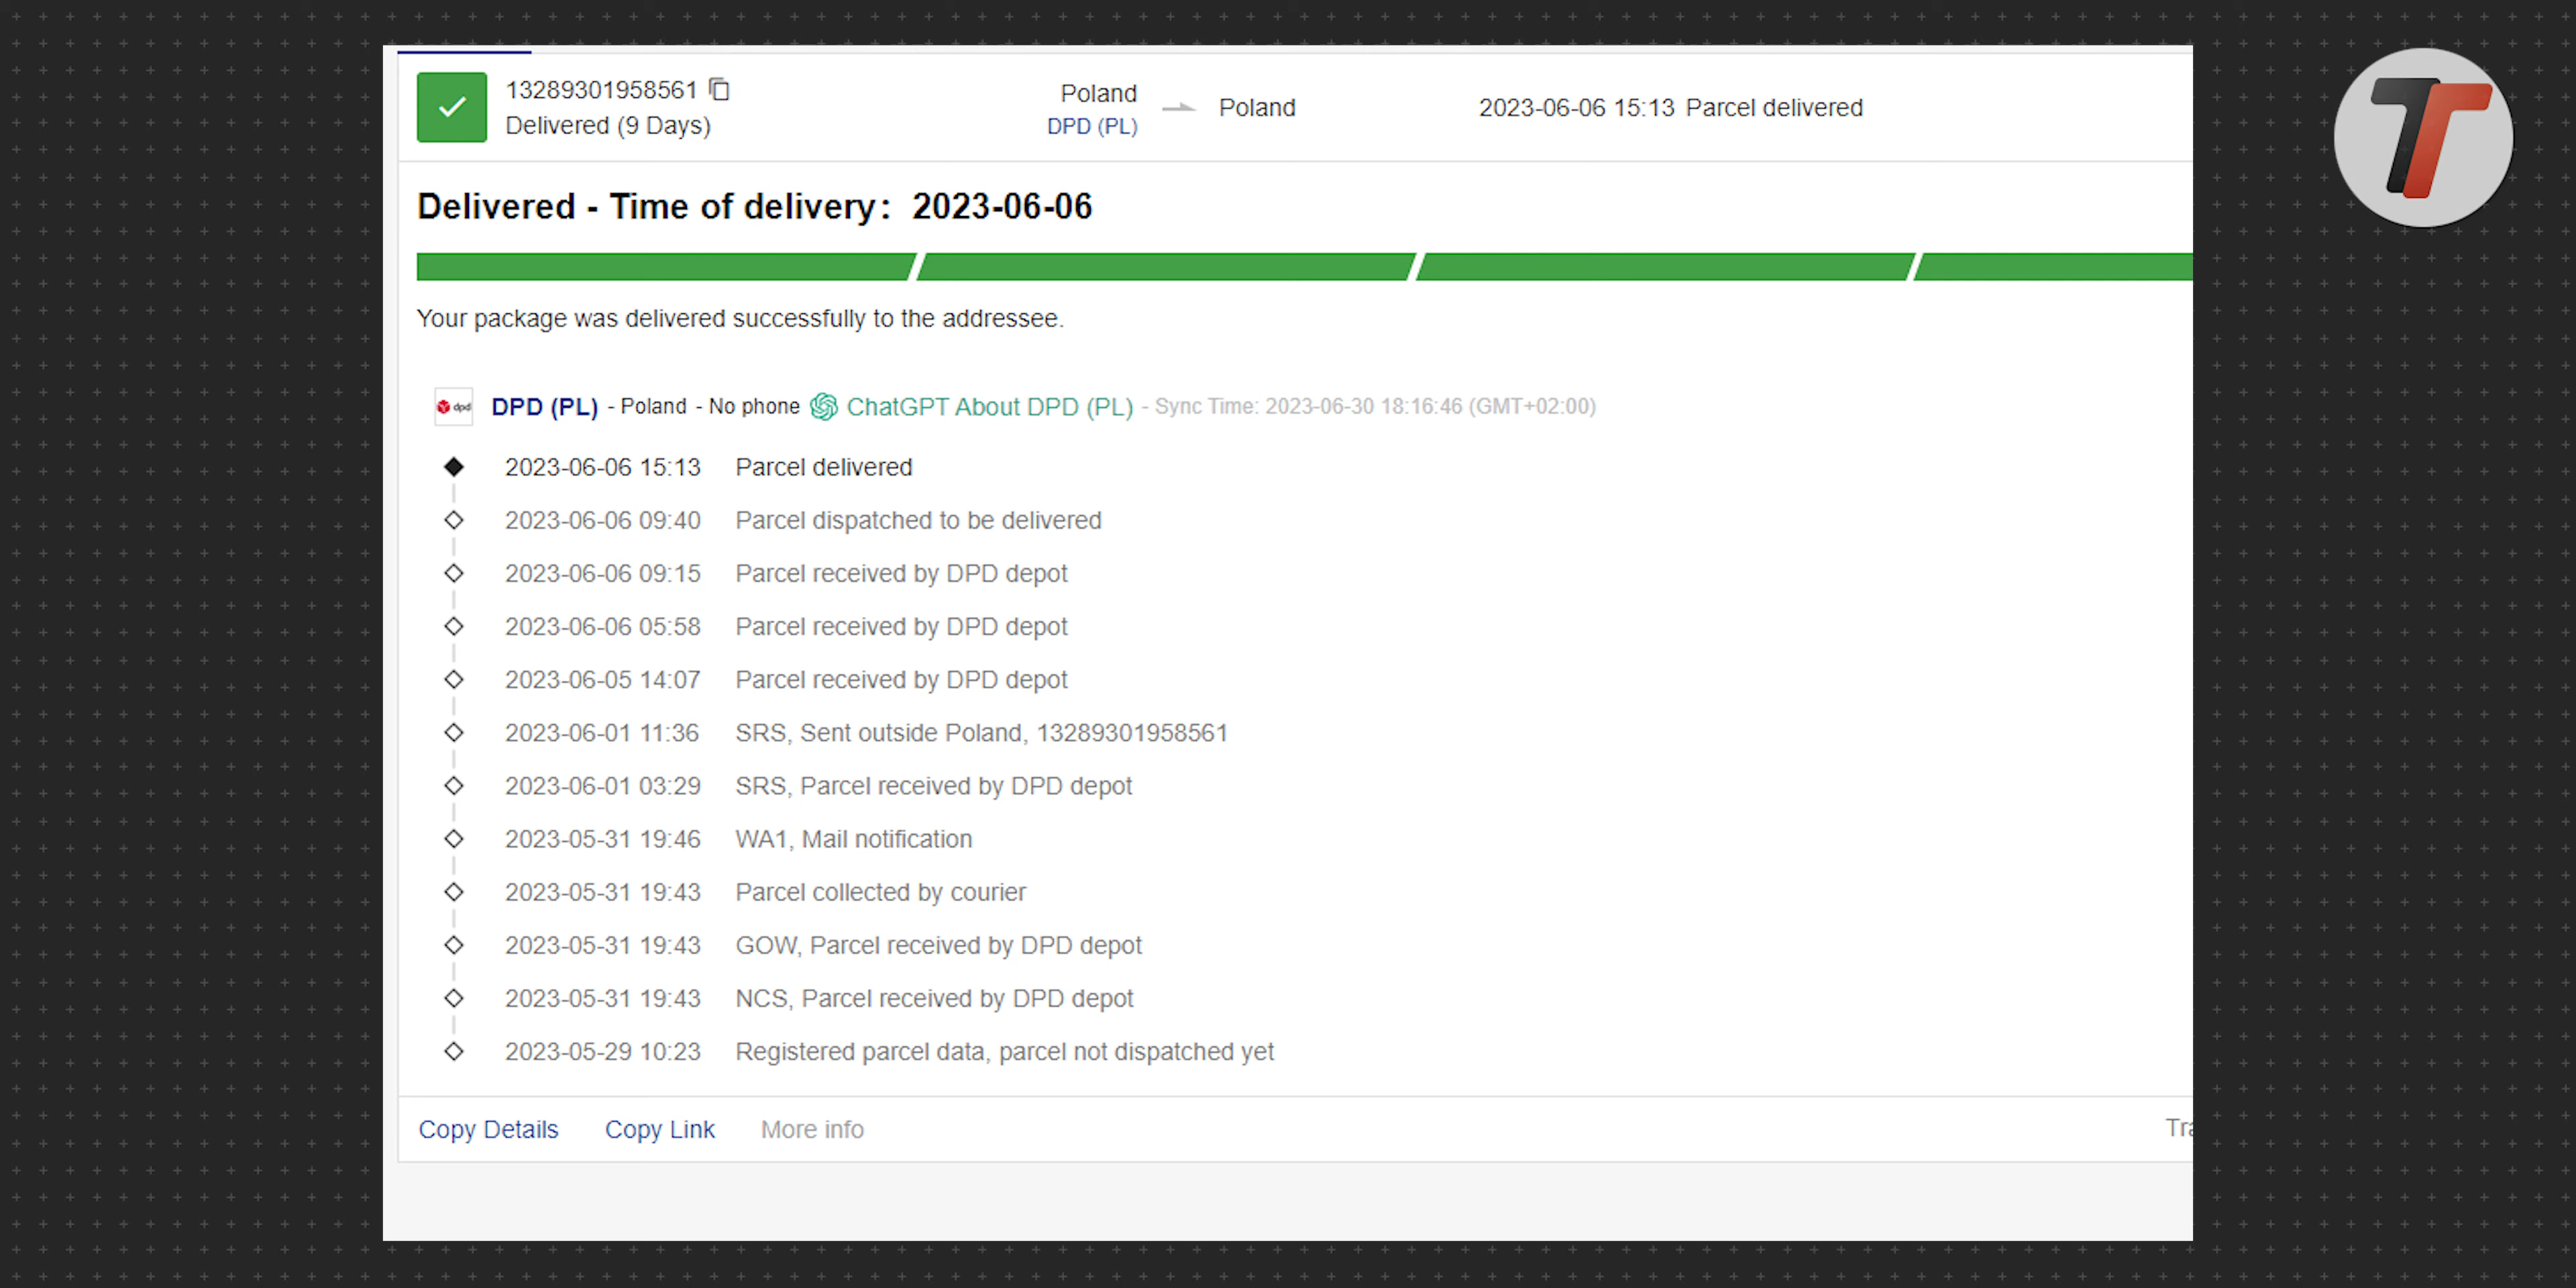 13289301958561
Delivered (9 Days)
Poland
DPD (PL)
Poland
2023-06-06 15:13 Parcel delivered
Delivered - Time of delivery: 2023-06-06
Your package was delivered successfully to the addressee.
dpd DPD (PL) - Poland - No phone ChatGPT About DPD (PL) - Sync Time: 2023-06-30 18:16:46 (GMT+02:00)
2023-06-06 15:13 Parcel delivered
2023-06-06 09:40 Parcel dispatched to be delivered
2023-06-06 09:15 Parcel received by DPD depot
2023-06-06 05:58 Parcel received by DPD depot
2023-06-05 14:07 Parcel received by DPD depot
2023-06-01 11:36 SRS, Sent outside Poland, 13289301958561
2023-06-01 03:29 SRS, Parcel received by DPD depot
2023-05-31 19:46 WA1, Mail notification
2023-05-31 19:43 Parcel collected by courier
2023-05-31 19:43 GOW, Parcel received by DPD depot
2023-05-31 19:43 NCS, Parcel received by DPD depot
2023-05-29 10:23 Registered parcel data, parcel not dispatched yet
Copy Details Copy Link More info